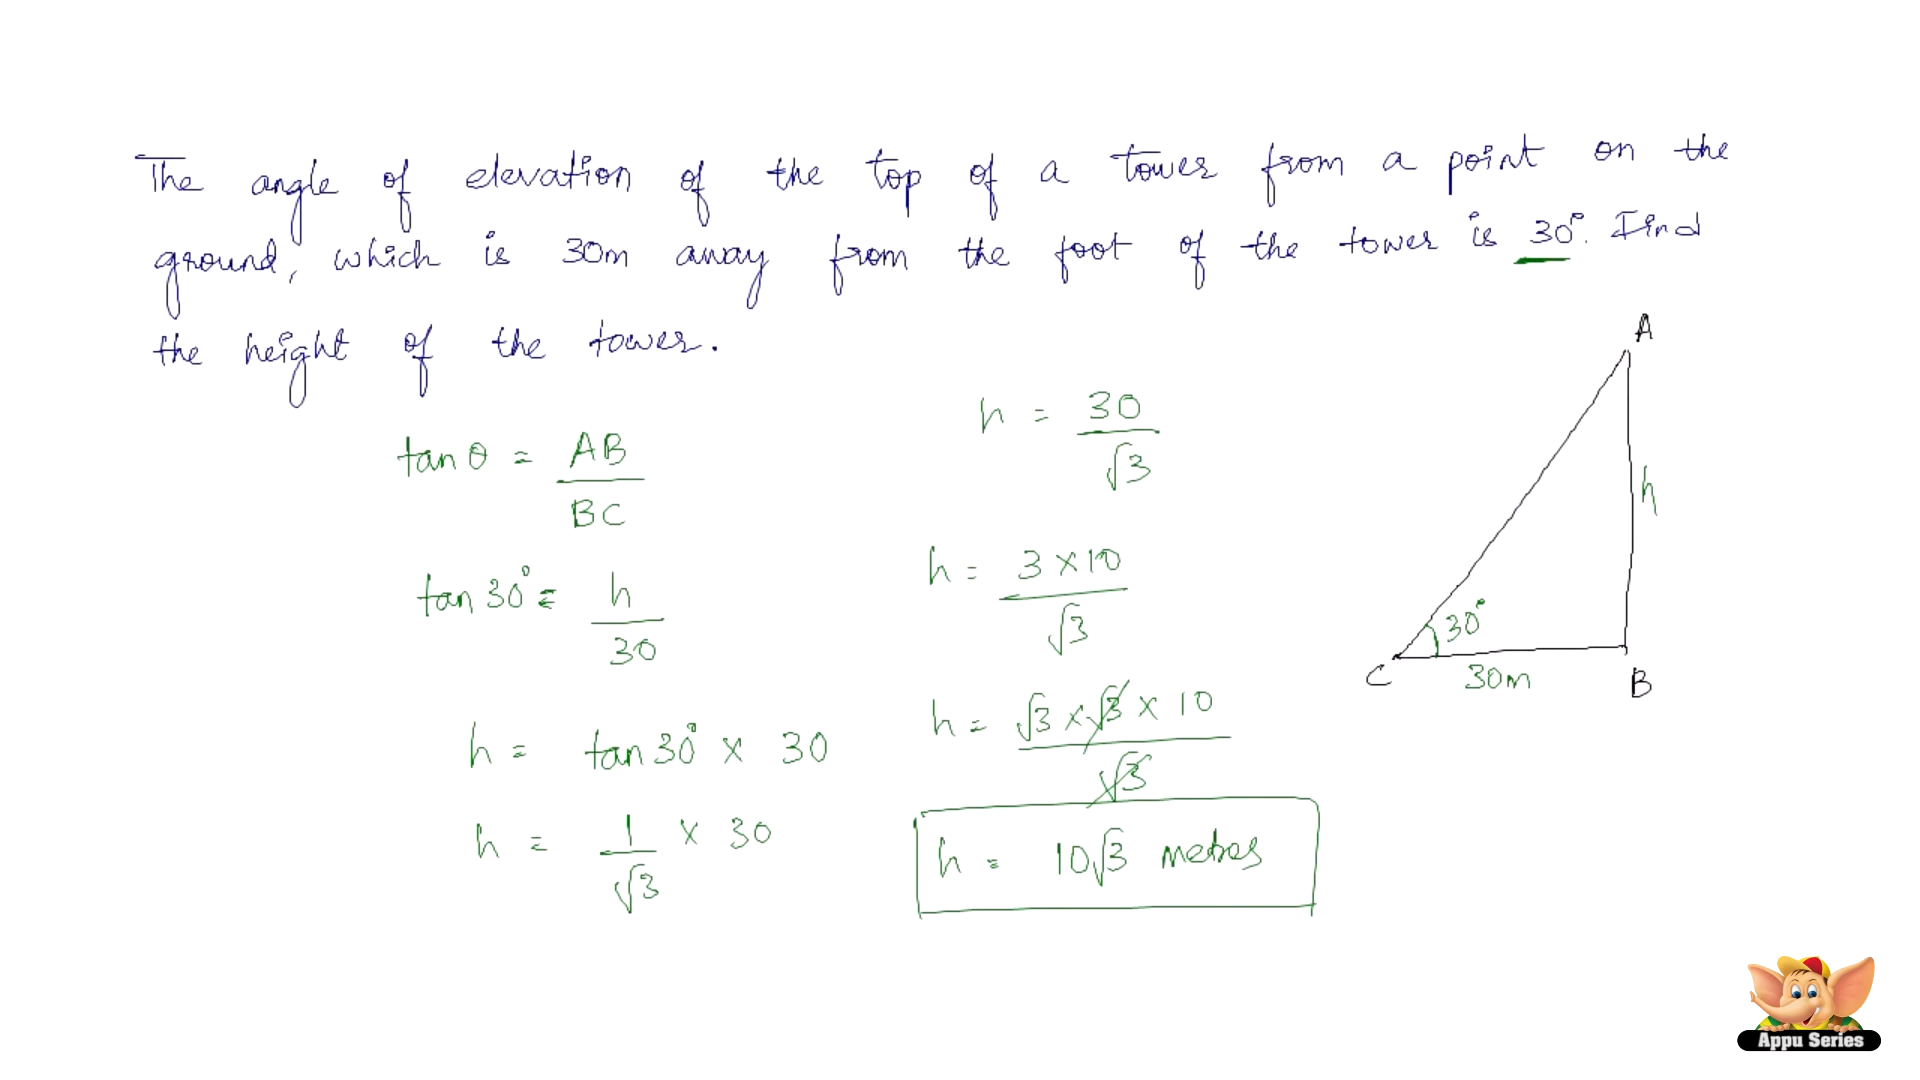 The angle of elevation of the top of a tower from a point on the
ground, which is 30m away from the foot of the tower is 30°. Find
the height of the tower.
tan θ = AB / BC
tan 30° = h / 30
h = tan 30° × 30
h = 1 / √3 × 30
h = 30 / √3
h = 3 × 10 / √3
h = √3 × √3 × 10 / √3
h = 10√3 metres
A
h
30°
C
30m
B
Appu Series